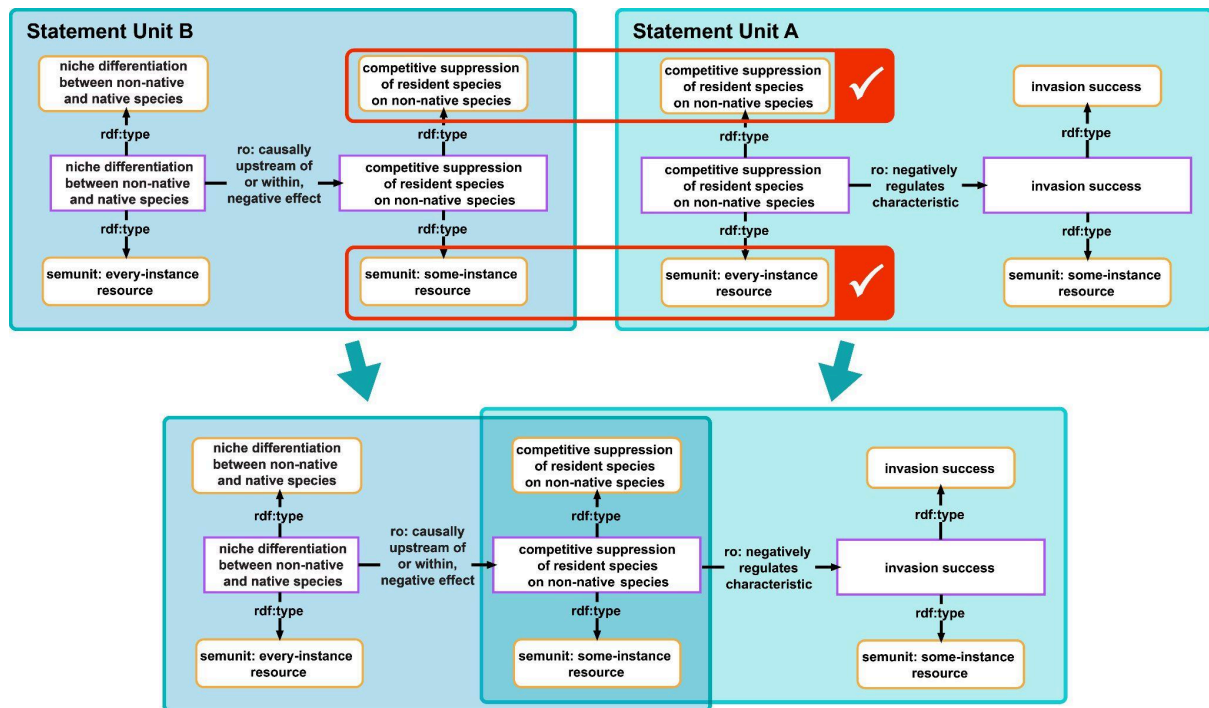 Statement Unit B
niche differentiation
between non-native
and native species
rdf:type
niche differentiation
between non-native
and native species
rdf:type
semunit: every-instance
resource
ro: causally
upstream of
or within,
negative effect
competitive suppression
of resident species
on non-native species
rdf:type
competitive suppression
of resident species
on non-native species
rdf:type
semunit: some-instance
resource
Statement Unit A
competitive suppression
of resident species
on non-native species
rdf:type
competitive suppression
of resident species
on non-native species
rdf:type
semunit: every-instance
resource
ro: negatively
regulates
characteristic
invasion success
rdf:type
invasion success
rdf:type
semunit: some-instance
resource
niche differentiation
between non-native
and native species
rdf:type
niche differentiation
between non-native
and native species
rdf:type
semunit: every-instance
resource
ro: causally
upstream of
or within,
negative effect
competitive suppression
of resident species
on non-native species
rdf:type
competitive suppression
of resident species
on non-native species
rdf:type
semunit: some-instance
resource
ro: negatively
regulates
characteristic
invasion success
rdf:type
invasion success
rdf:type
semunit: some-instance
resource